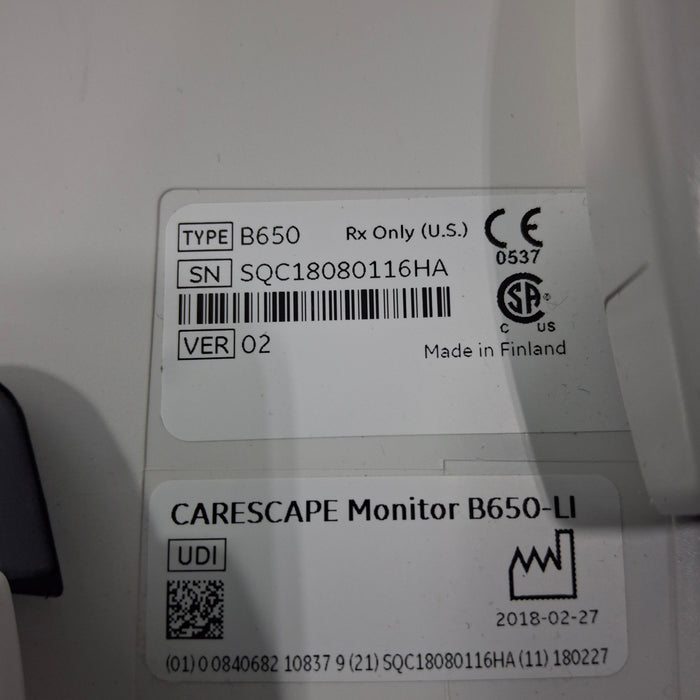 TYPE B650 Rx Only (U.S.) CE
0537
SN SQC18080116HA
SA ®
C US
VER 02
Made in Finland
CARESCAPE Monitor B650-LI
UDI
2018-02-27
(01) 0 0840682 10837 9 (21) SQC18080116HA (11) 180227